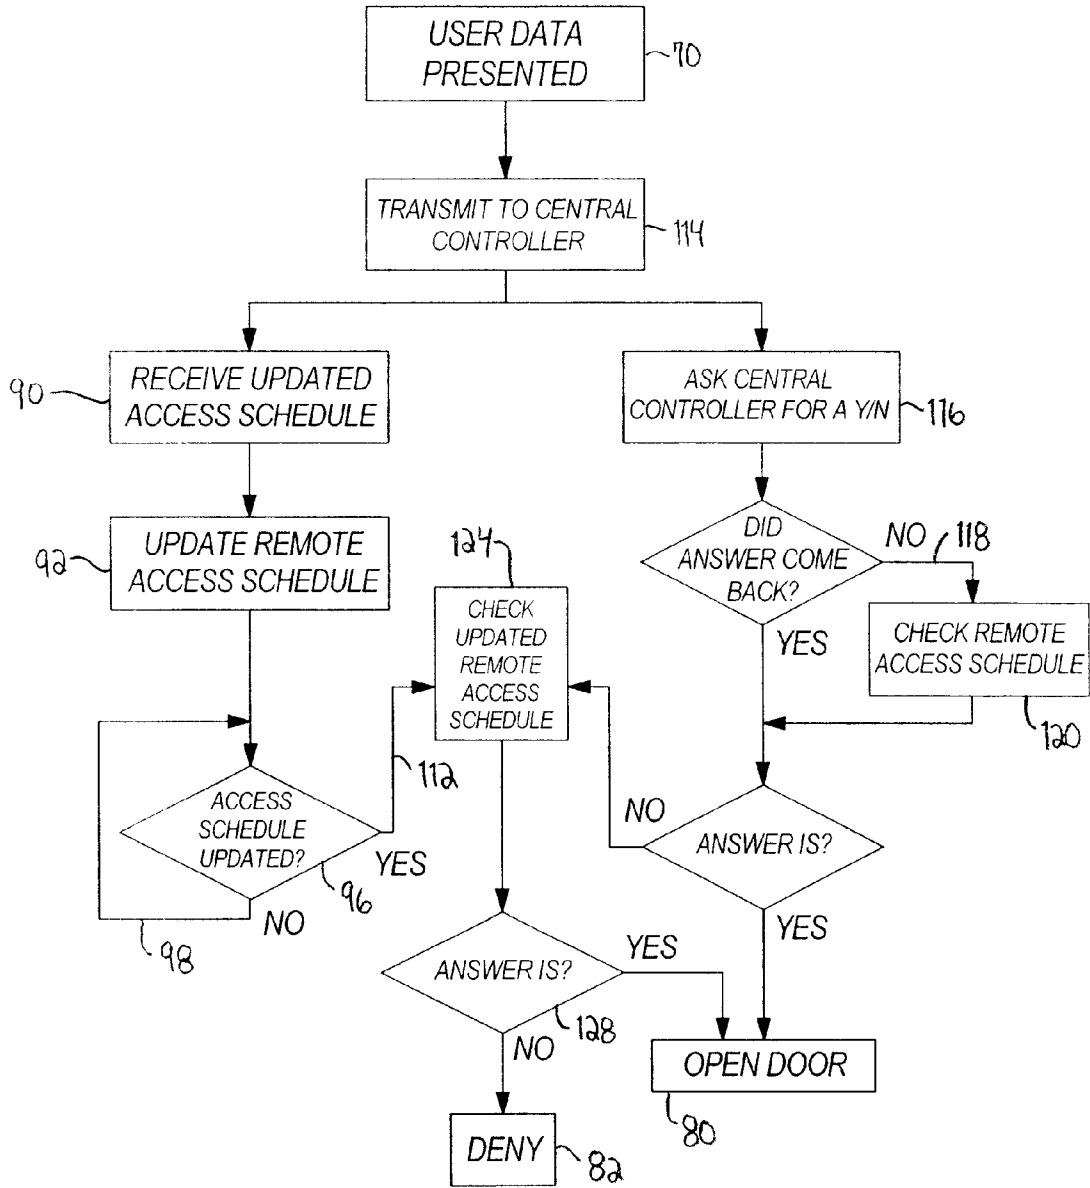 USER DATA
PRESENTED
70
TRANSMIT TO CENTRAL
CONTROLLER
114
RECEIVE UPDATED
ACCESS SCHEDULE
90
ASK CENTRAL
CONTROLLER FOR A Y/N
116
UPDATE REMOTE
ACCESS SCHEDULE
92
124
CHECK
UPDATED
REMOTE
ACCESS
SCHEDULE
DID
ANSWER COME
BACK?
NO
118
YES
CHECK REMOTE
ACCESS SCHEDULE
120
112
ACCESS
SCHEDULE
UPDATED?
YES
96
NO
98
NO
ANSWER IS?
YES
ANSWER IS?
YES
128
NO
OPEN DOOR
80
DENY
82